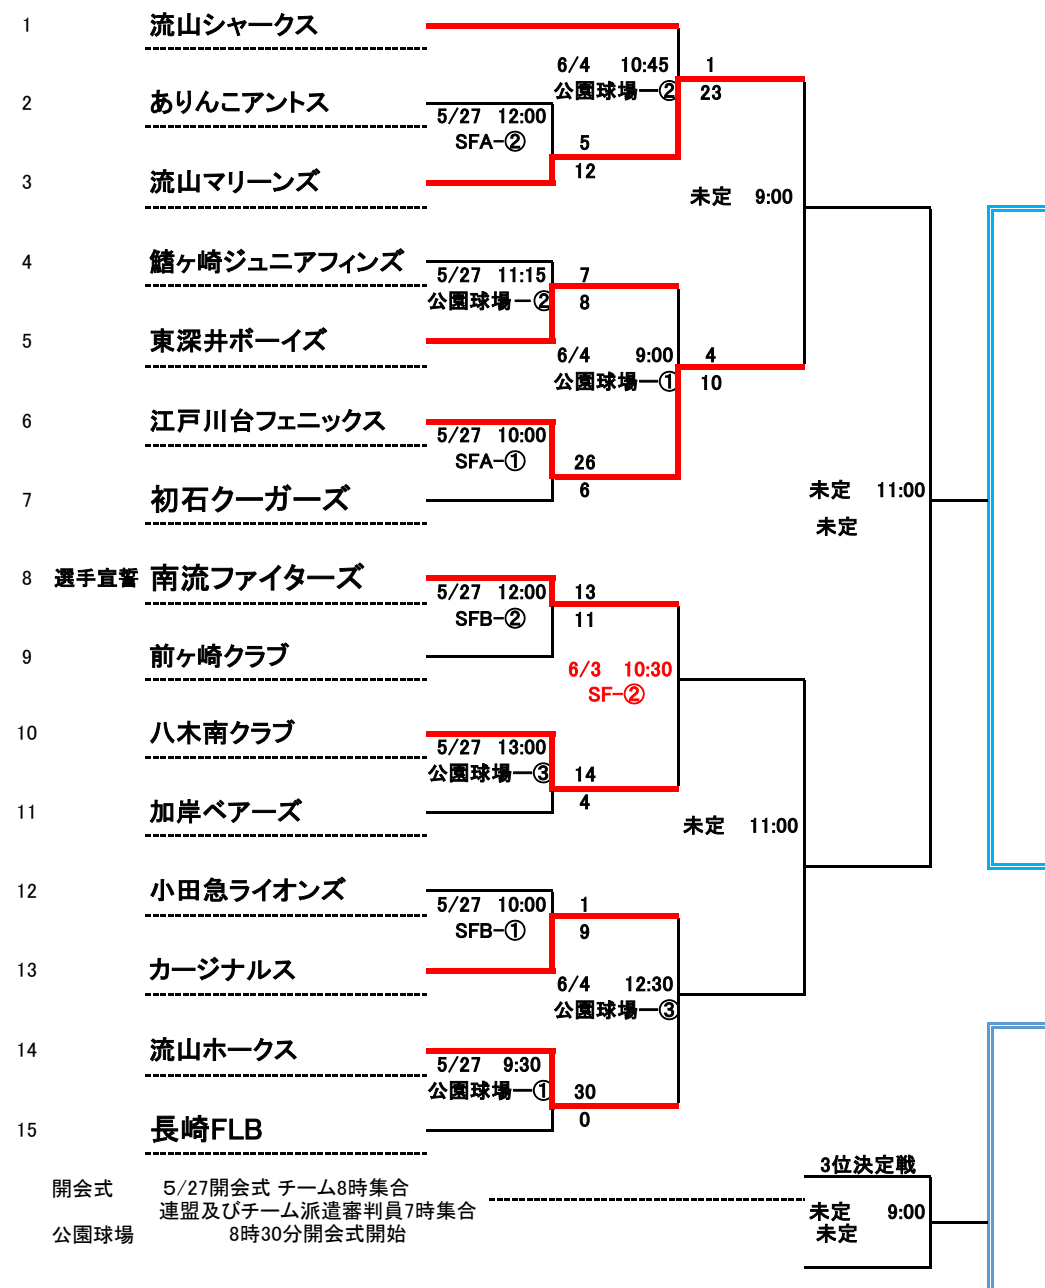 1 流山シャークス
6/4 10:45 1
公園球場ー② 23
2 ありんこアントス
5/27 12:00
SFA-② 5
12
3 流山マリーンズ
未定 9:00
4 鰭ヶ崎ジュニアフィンズ
5/27 11:15 7
公園球場ー② 8
5 東深井ボーイズ
6/4 9:00 4
公園球場ー① 10
6 江戸川台フェニックス
5/27 10:00
SFA-① 26
6
7 初石クーガーズ
未定 11:00
未定
8 選手宣誓 南流ファイターズ
5/27 12:00 13
SFB-② 11
9 前ヶ崎クラブ
6/3 10:30
SF-②
10 八木南クラブ
5/27 13:00
公園球場ー③ 14
4
11 加岸ベアーズ
未定 11:00
12 小田急ライオンズ
5/27 10:00 1
SFB-① 9
13 カージナルス
6/4 12:30
公園球場ー③
14 流山ホークス
5/27 9:30
公園球場ー① 30
0
15 長崎FLB
3位決定戦
開会式 5/27開会式 チーム8時集合
連盟及びチーム派遣審判員7時集合
公園球場 8時30分開会式開始
未定 9:00
未定